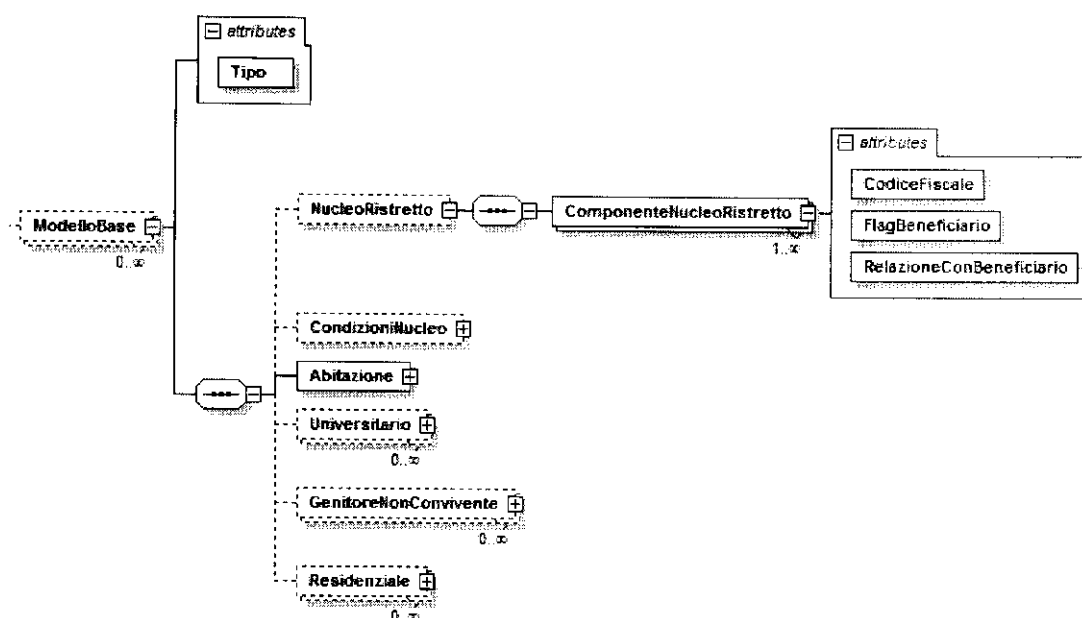 attributes
Tipo
attributes
CodiceFiscale
NucleoRistretto
ComponenteNucleoRistretto
ModelloBase
FlagBeneficiario
0..∞
1..∞
RelazioneConBeneficiario
CondizioniNucleo
Abitazione
Universitario
0..∞
GenitoreNonConvivente
0..∞
Residenziale
0..∞